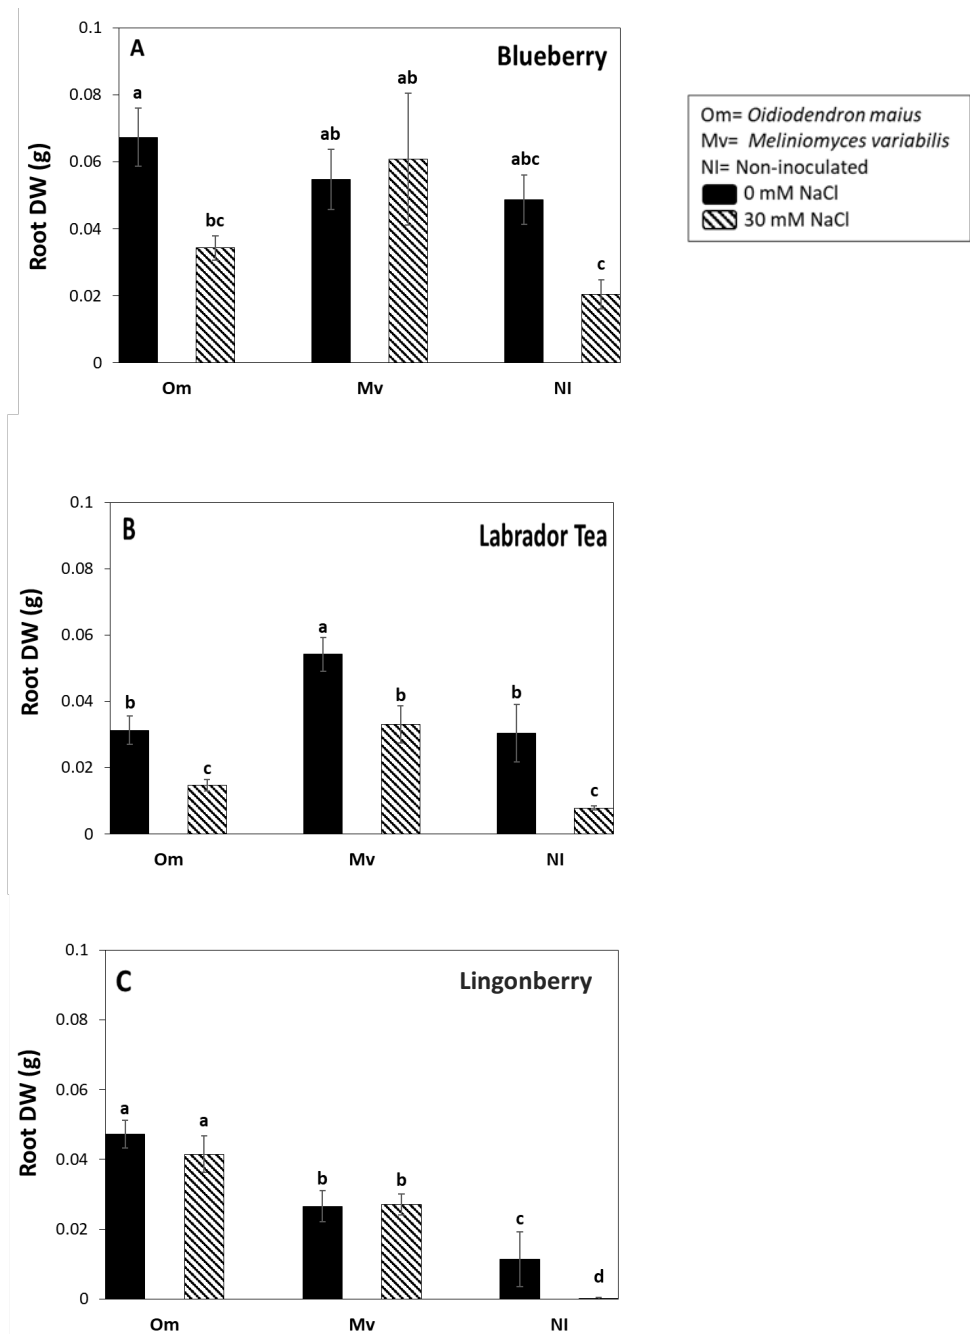 A
Blueberry
Root DW (g)
0.1
0.08
0.06
0.04
0.02
0
a
bc
ab
ab
abc
c
Om
Mv
NI
Om= Oidiodendron maius
Mv= Meliniomyces variabilis
NI= Non-inoculated
0 mM NaCl
30 mM NaCl
B
Labrador Tea
Root DW (g)
0.1
0.08
0.06
0.04
0.02
0
b
c
a
b
b
c
Om
Mv
NI
C
Lingonberry
Root DW (g)
0.1
0.08
0.06
0.04
0.02
0
a
a
b
b
c
d
Om
Mv
NI